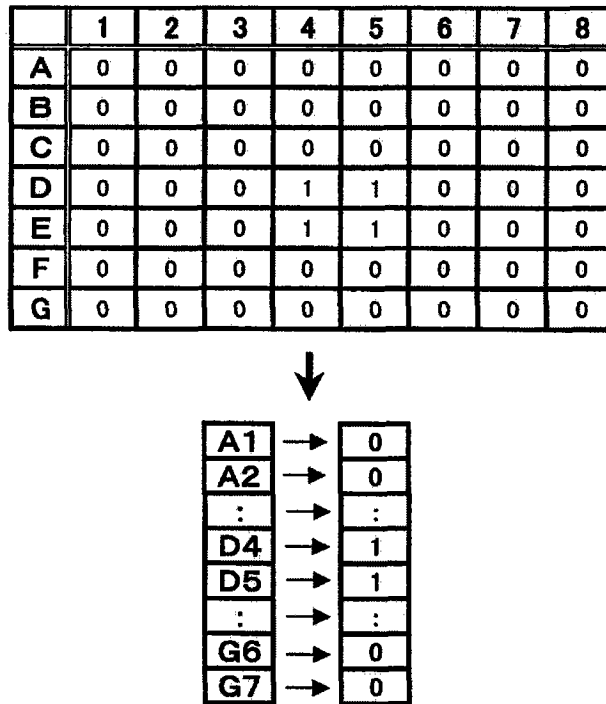 1 2 3 4 5 6 7 8
A 0 0 0 0 0 0 0 0
B 0 0 0 0 0 0 0 0
C 0 0 0 0 0 0 0 0
D 0 0 0 1 1 0 0 0
E 0 0 0 1 1 0 0 0
F 0 0 0 0 0 0 0 0
G 0 0 0 0 0 0 0 0
↓
A1 → 0
A2 → 0
: → :
D4 → 1
D5 → 1
: → :
G6 → 0
G7 → 0